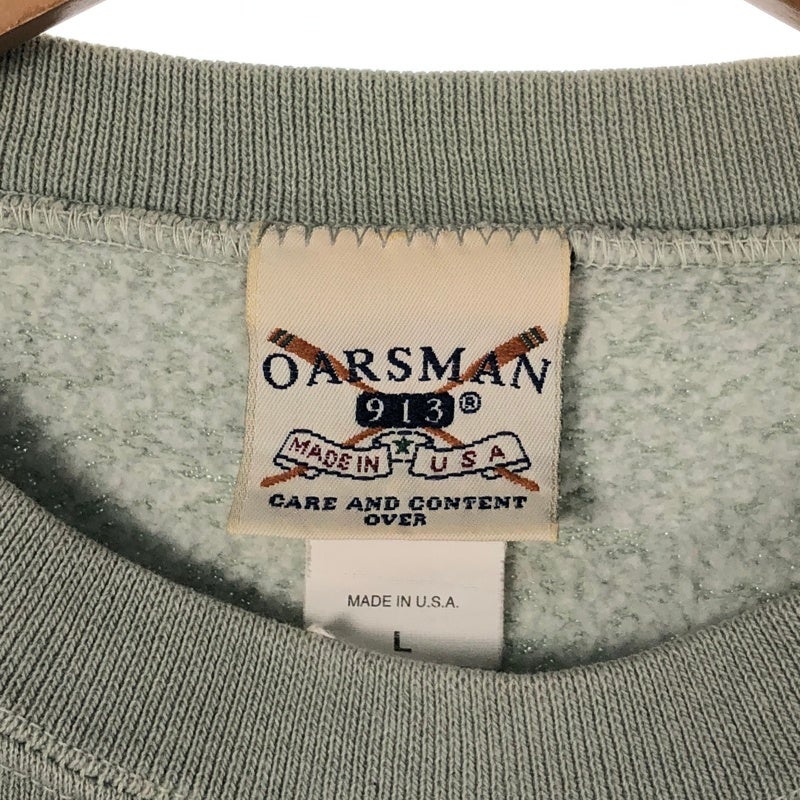 OARSMAN
913®
MADE IN USA
CARE AND CONTENT
OVER
MADE IN U.S.A.
L